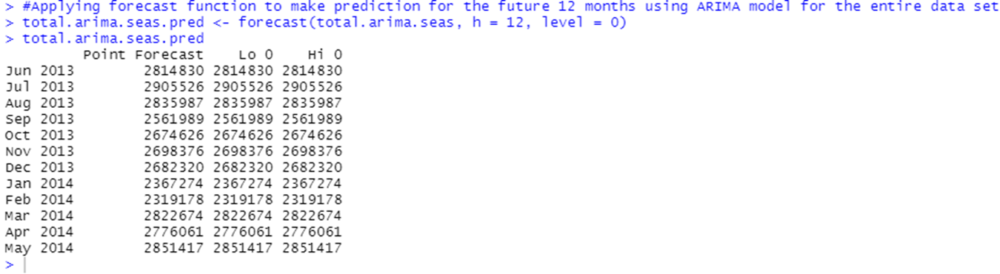 > #Applying forecast function to make prediction for the future 12 months using ARIMA model for the entire data set
> total.arima.seas.pred <- forecast(total.arima.seas, h = 12, level = 0)
> total.arima.seas.pred
         Point Forecast    Lo 0    Hi 0
Jun 2013        2814830 2814830 2814830
Jul 2013        2905526 2905526 2905526
Aug 2013        2835987 2835987 2835987
Sep 2013        2561989 2561989 2561989
Oct 2013        2674626 2674626 2674626
Nov 2013        2698376 2698376 2698376
Dec 2013        2682320 2682320 2682320
Jan 2014        2367274 2367274 2367274
Feb 2014        2319178 2319178 2319178
Mar 2014        2822674 2822674 2822674
Apr 2014        2776061 2776061 2776061
May 2014        2851417 2851417 2851417
>